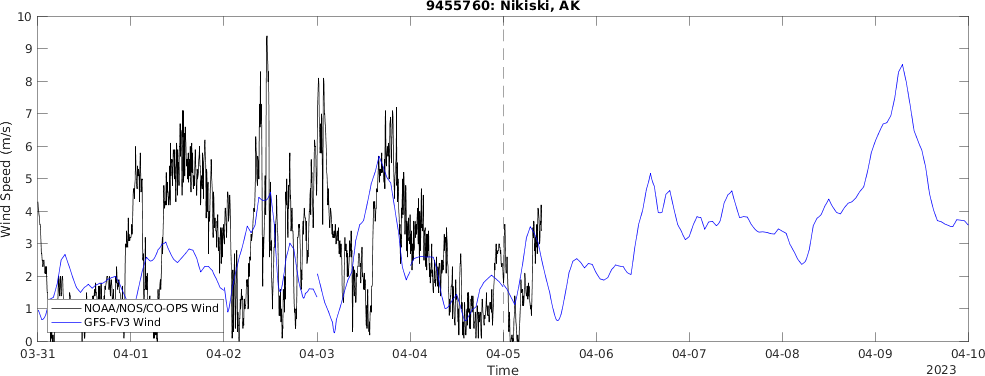 9455760: Nikiski, AK
Wind Speed (m/s)
10
9
8
7
6
5
4
3
2
1
0
NOAA/NOS/CO-OPS Wind
GFS-FV3 Wind
03-31 04-01 04-02 04-03 04-04 04-05 04-06 04-07 04-08 04-09 04-10
Time
2023